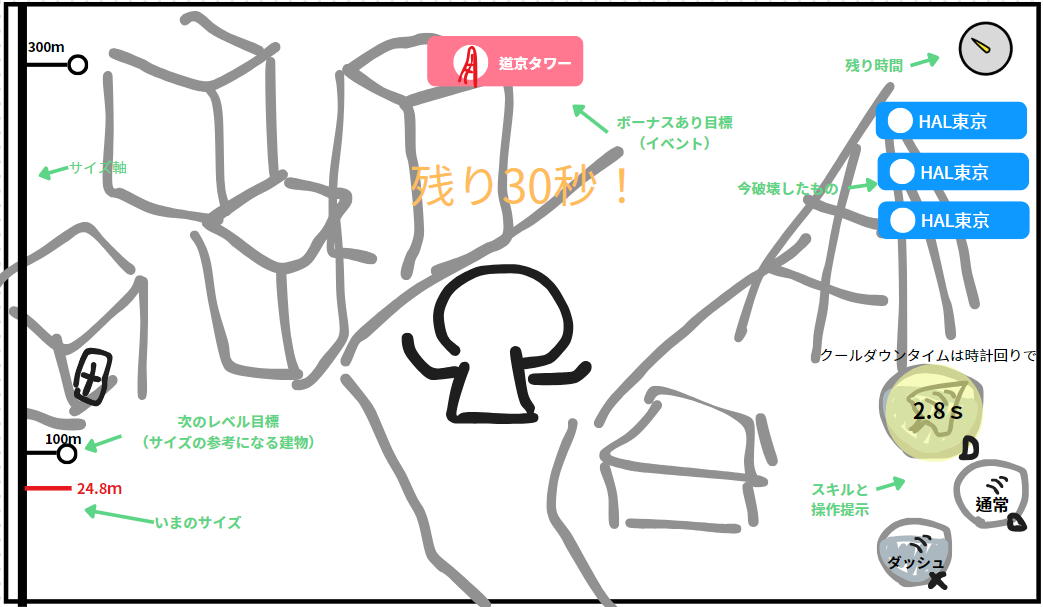 300m
道京タワー
残り時間
ボーナスあり目標
（イベント）
HAL東京
サイズ軸
残り30秒！
今破壊したもの
HAL東京
HAL東京
クールダウンタイムは時計回りで
2.8s
D
次のレベル目標
（サイズの参考になる建物）
100m
24.8m
いまのサイズ
スキルと
操作提示
通常
ダッシュ
X